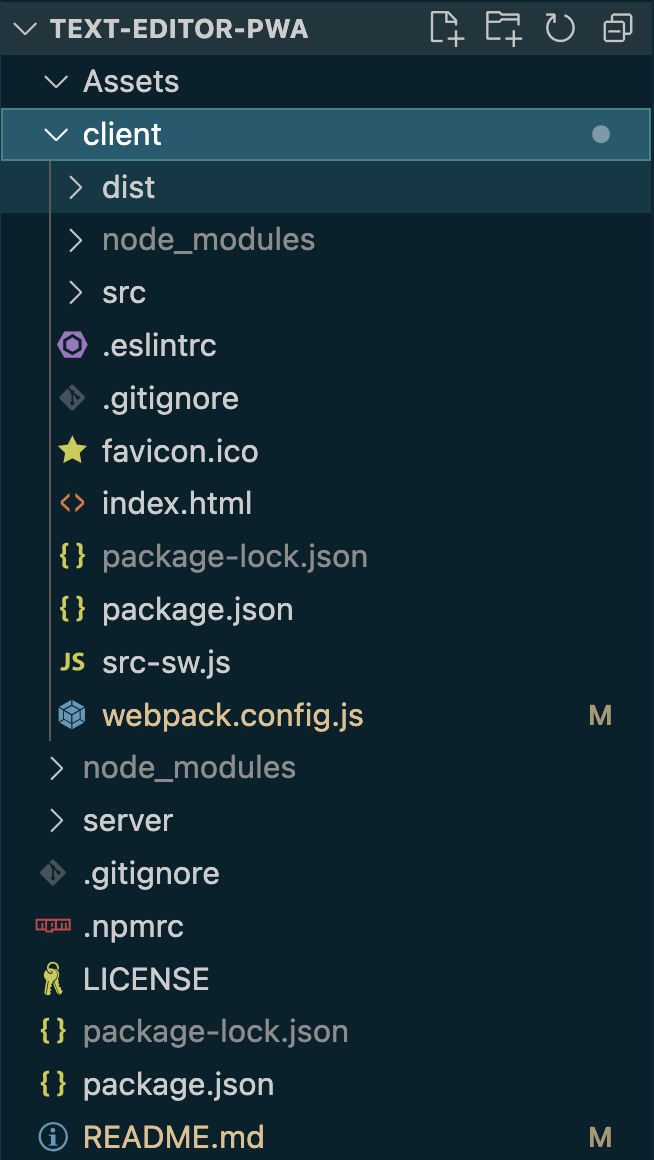 TEXT-EDITOR-PWA
Assets
client
dist
node_modules
src
.eslintrc
.gitignore
favicon.ico
index.html
{} package-lock.json
{} package.json
JS src-sw.js
webpack.config.js M
node_modules
server
.gitignore
npm .npmrc
LICENSE
{} package-lock.json
{} package.json
README.md M